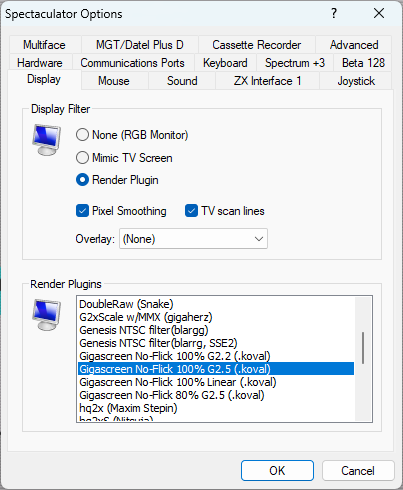 Spectaculator Options
Multiface MGT/Datel Plus D Cassette Recorder Advanced
Hardware Communications Ports Keyboard Spectrum +3 Beta 128
Display Mouse Sound ZX Interface 1 Joystick
Display Filter
None (RGB Monitor)
Mimic TV Screen
Render Plugin
Pixel Smoothing TV scan lines
Overlay: (None)
Render Plugins
DoubleRaw (Snake)
G2xScale w/MMX (gigaherz)
Genesis NTSC filter(blargg)
Genesis NTSC filter(blarrg, SSE2)
Gigascreen No-Flick 100% G2.2 (.koval)
Gigascreen No-Flick 100% G2.5 (.koval)
Gigascreen No-Flick 100% Linear (.koval)
Gigascreen No-Flick 80% G2.5 (.koval)
hq2x (Maxim Stepin)
OK Cancel